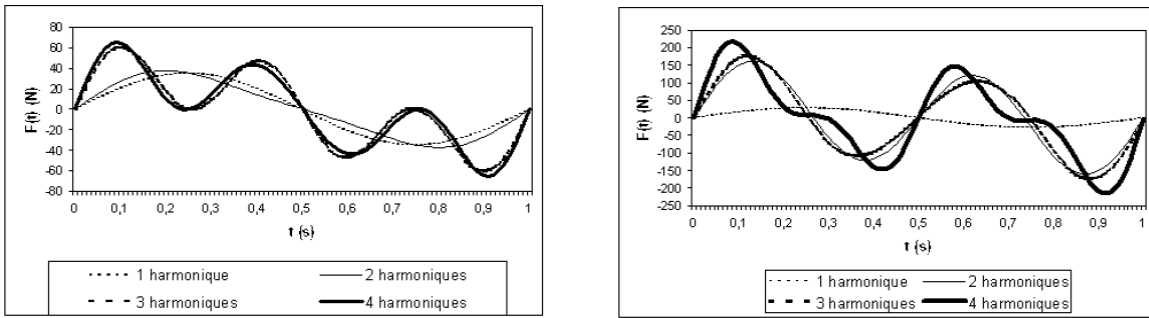 F(t) (N)
80
60
40
20
0
-20
-40
-60
-80
0 0,1 0,2 0,3 0,4 0,5 0,6 0,7 0,8 0,9 1
t (s)
1 harmonique 2 harmoniques
3 harmoniques 4 harmoniques
F(t) (N)
250
200
150
100
50
0
-50
-100
-150
-200
-250
0 0,1 0,2 0,3 0,4 0,5 0,6 0,7 0,8 0,9 1
t (s)
1 harmonique 2 harmoniques
3 harmoniques 4 harmoniques